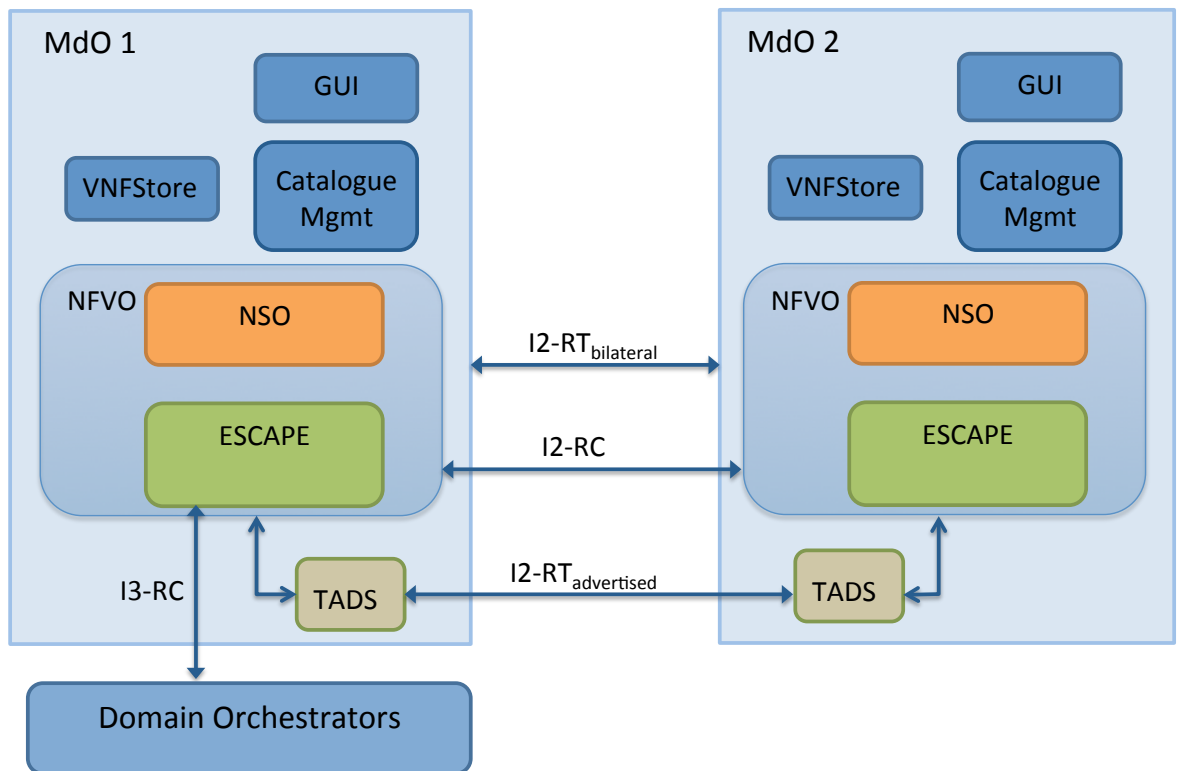 MdO 1
GUI
VNFStore
Catalogue
Mgmt
NFVO
NSO
ESCAPE
TADS
I3-RC
Domain Orchestrators
I2-RTbilateral
I2-RC
I2-RTadvertised
MdO 2
GUI
VNFStore
Catalogue
Mgmt
NFVO
NSO
ESCAPE
TADS